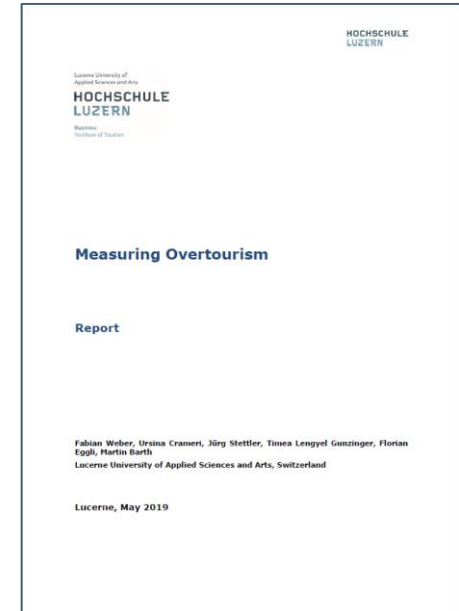 HOCHSCHULE
LUZERN
Lucerne University of
Applied Sciences and Arts
HOCHSCHULE
LUZERN
Business
Institute of Tourism
Measuring Overtourism
Report
Fabian Weber, Ursina Crameri, Jürg Stettler, Timea Lengyel Gunzinger, Florian
Eggli, Martin Barth
Lucerne University of Applied Sciences and Arts, Switzerland
Lucerne, May 2019